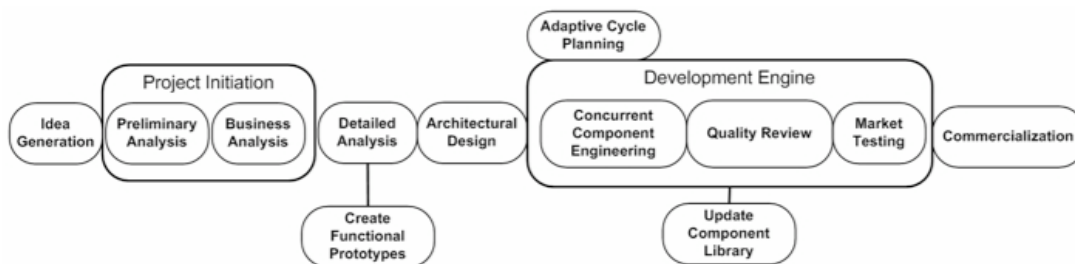 Adaptive Cycle
Planning
Project Initiation
Development Engine
Idea
Generation
Preliminary
Analysis
Business
Analysis
Detailed
Analysis
Architectural
Design
Concurrent
Component
Engineering
Quality Review
Market
Testing
Commercialization
Create
Functional
Prototypes
Update
Component
Library